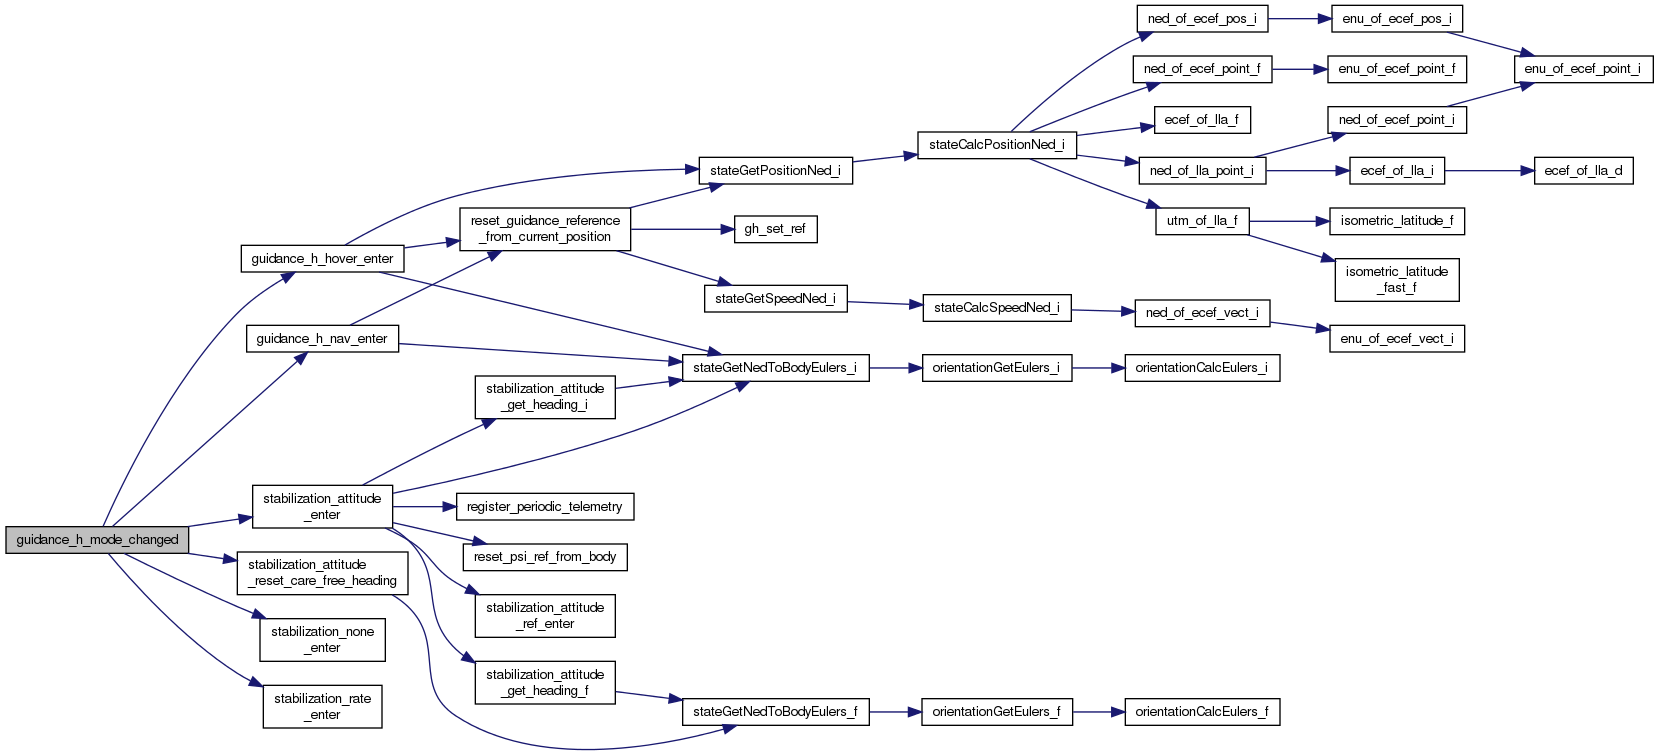 ned_of_ecef_pos_i
enu_of_ecef_pos_i
ned_of_ecef_point_f
enu_of_ecef_point_f
enu_of_ecef_point_i
ecef_of_lla_f
ned_of_ecef_point_i
stateCalcPositionNed_i
stateGetPositionNed_i
ned_of_lla_point_i
ecef_of_lla_i
ecef_of_lla_d
reset_guidance_reference
_from_current_position
gh_set_ref
utm_of_lla_f
isometric_latitude_f
guidance_h_hover_enter
isometric_latitude
_fast_f
stateGetSpeedNed_i
stateCalcSpeedNed_i
ned_of_ecef_vect_i
enu_of_ecef_vect_i
guidance_h_nav_enter
stateGetNedToBodyEulers_i
orientationGetEulers_i
orientationCalcEulers_i
stabilization_attitude
_get_heading_i
stabilization_attitude
_enter
register_periodic_telemetry
guidance_h_mode_changed
reset_psi_ref_from_body
stabilization_attitude
_reset_care_free_heading
stabilization_attitude
_ref_enter
stabilization_none
_enter
stabilization_attitude
_get_heading_f
stabilization_rate
_enter
stateGetNedToBodyEulers_f
orientationGetEulers_f
orientationCalcEulers_f